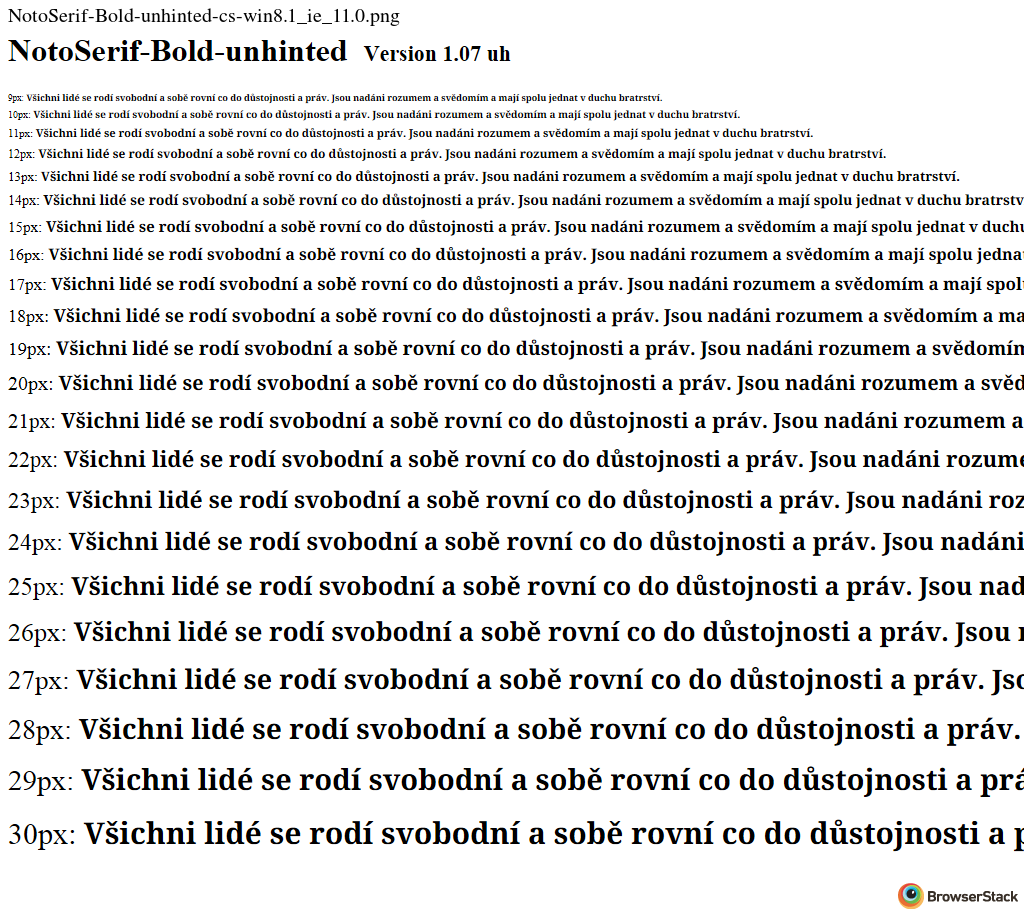 NotoSerif-Bold-unhinted-cs-win8.1_ie_11.0.png
NotoSerif-Bold-unhinted Version 1.07 uh
9px: Všichni lidé se rodí svobodní a sobě rovní co do důstojnosti a práv. Jsou nadáni rozumem a svědomím a mají spolu jednat v duchu bratrství.
10px: Všichni lidé se rodí svobodní a sobě rovní co do důstojnosti a práv. Jsou nadáni rozumem a svědomím a mají spolu jednat v duchu bratrství.
11px: Všichni lidé se rodí svobodní a sobě rovní co do důstojnosti a práv. Jsou nadáni rozumem a svědomím a mají spolu jednat v duchu bratrství.
12px: Všichni lidé se rodí svobodní a sobě rovní co do důstojnosti a práv. Jsou nadáni rozumem a svědomím a mají spolu jednat v duchu bratrství.
13px: Všichni lidé se rodí svobodní a sobě rovní co do důstojnosti a práv. Jsou nadáni rozumem a svědomím a mají spolu jednat v duchu bratrství.
14px: Všichni lidé se rodí svobodní a sobě rovní co do důstojnosti a práv. Jsou nadáni rozumem a svědomím a mají spolu jednat v duchu bratrstv
15px: Všichni lidé se rodí svobodní a sobě rovní co do důstojnosti a práv. Jsou nadáni rozumem a svědomím a mají spolu jednat v duchu
16px: Všichni lidé se rodí svobodní a sobě rovní co do důstojnosti a práv. Jsou nadáni rozumem a svědomím a mají spolu jedna
17px: Všichni lidé se rodí svobodní a sobě rovní co do důstojnosti a práv. Jsou nadáni rozumem a svědomím a mají spol
18px: Všichni lidé se rodí svobodní a sobě rovní co do důstojnosti a práv. Jsou nadáni rozumem a svědomím a ma
19px: Všichni lidé se rodí svobodní a sobě rovní co do důstojnosti a práv. Jsou nadáni rozumem a svědomím
20px: Všichni lidé se rodí svobodní a sobě rovní co do důstojnosti a práv. Jsou nadáni rozumem a svěd
21px: Všichni lidé se rodí svobodní a sobě rovní co do důstojnosti a práv. Jsou nadáni rozumem a
22px: Všichni lidé se rodí svobodní a sobě rovní co do důstojnosti a práv. Jsou nadáni rozume
23px: Všichni lidé se rodí svobodní a sobě rovní co do důstojnosti a práv. Jsou nadáni roz
24px: Všichni lidé se rodí svobodní a sobě rovní co do důstojnosti a práv. Jsou nadáni
25px: Všichni lidé se rodí svobodní a sobě rovní co do důstojnosti a práv. Jsou nad
26px: Všichni lidé se rodí svobodní a sobě rovní co do důstojnosti a práv. Jsou
27px: Všichni lidé se rodí svobodní a sobě rovní co do důstojnosti a práv. Jso
28px: Všichni lidé se rodí svobodní a sobě rovní co do důstojnosti a práv.
29px: Všichni lidé se rodí svobodní a sobě rovní co do důstojnosti a prá
30px: Všichni lidé se rodí svobodní a sobě rovní co do důstojnosti a p
BrowserStack